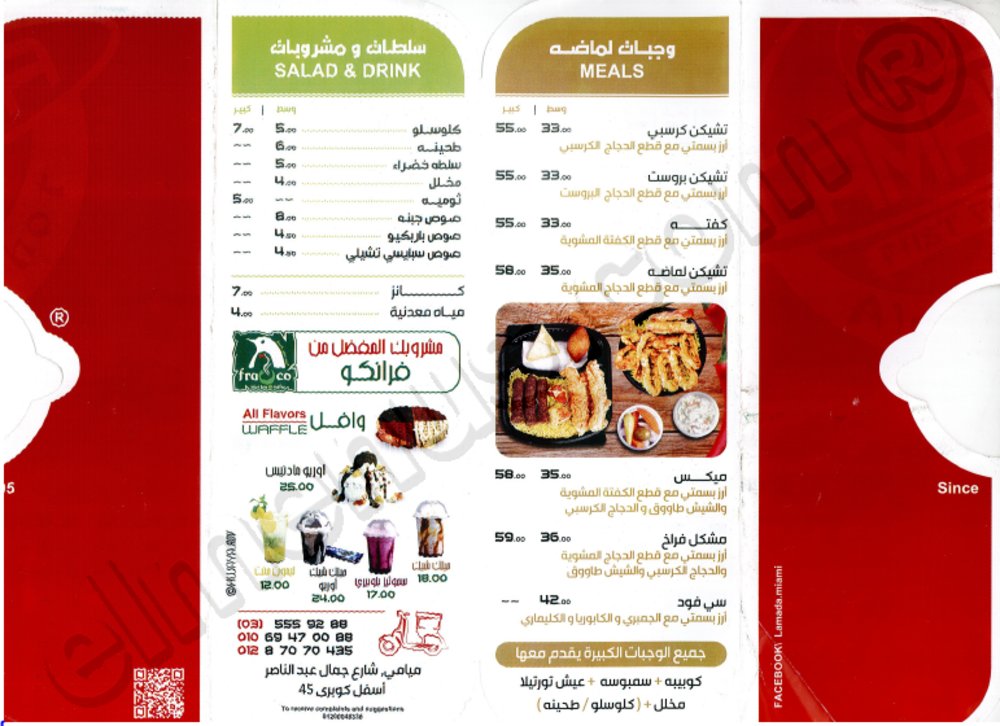 سلطات و مشروبات
SALAD & DRINK
وسط | كبير
كلوسلو 5.00 7.00
طحينه 6.00 ~~
سلطه خضراء 5.00 ~~
مخلل 4.00 ~~
ثوميه ~~ 5.00
صوص جبنه 8.00 ~~
صوص باربكيو 4.50 ~~
صوص سبايسي تشيلي 4.50 ~~
كانز 7.00
مياه معدنية 4.00
مشروبك المفضل من
فرانكو
fra co
وافل
All Flavors
WAFFLE
اوريو مادنيس
25.00
ميلك شيك
18.00
سموثيز بلوبيري
17.00
ميلك شيك
أوريو
24.00
ليمون منت
12.00
(03) 555 92 88
010 69 47 00 88
012 8 70 70 435
ميامي, شارع جمال عبد الناصر
أسفل كوبرى 45
To receive complaints and suggestions
وجبات لماضه
MEALS
وسط | كبير
تشيكن كرسبي 33.00 55.00
أرز بسمتي مع قطع الدجاج الكرسبي
تشيكن بروست 33.00 55.00
أرز بسمتي مع قطع الدجاج البروست
كفته 33.00 55.00
أرز بسمتي مع قطع الكفتة المشوية
تشيكن لماضه 35.00 58.00
أرز بسمتي مع قطع الدجاج المشوية
ميكس 35.00 58.00
أرز بسمتي مع قطع الكفتة المشوية
والشيش طاووق و الدجاج الكرسبي
مشكل فراخ 36.00 59.00
أرز بسمتي مع قطع الدجاج المشوية
والدجاج الكرسبي والشيش طاووق
سي فود 42.00 ~~
أرز بسمتي مع الجمبري و الكابوريا و الكليماري
جميع الوجبات الكبيرة يقدم معها
كوبيبه + سمبوسه + عيش تورتيلا
مخلل + ( كلوسلو / طحينه )
®
Since
FACEBOOK\ Lamada.miami